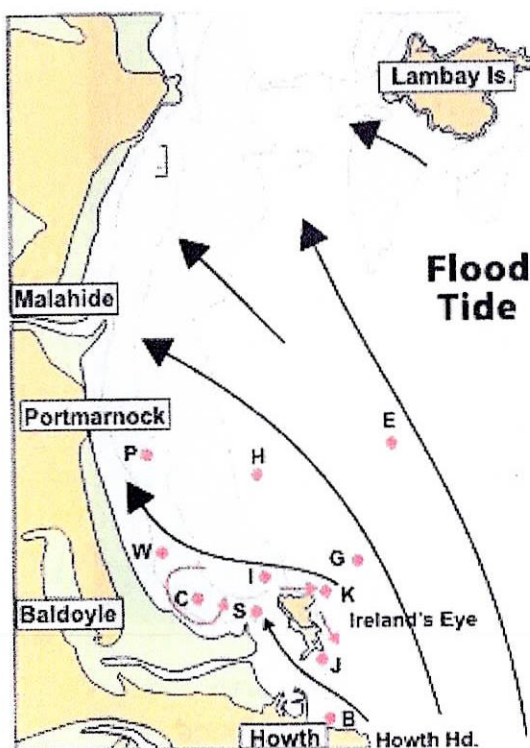 Lambay Is.
Flood
Tide
Malahide
Portmarnock
E
P
H
W
G
I
K
C
S
Baldoyle
Ireland's Eye
J
B
Howth
Howth Hd.